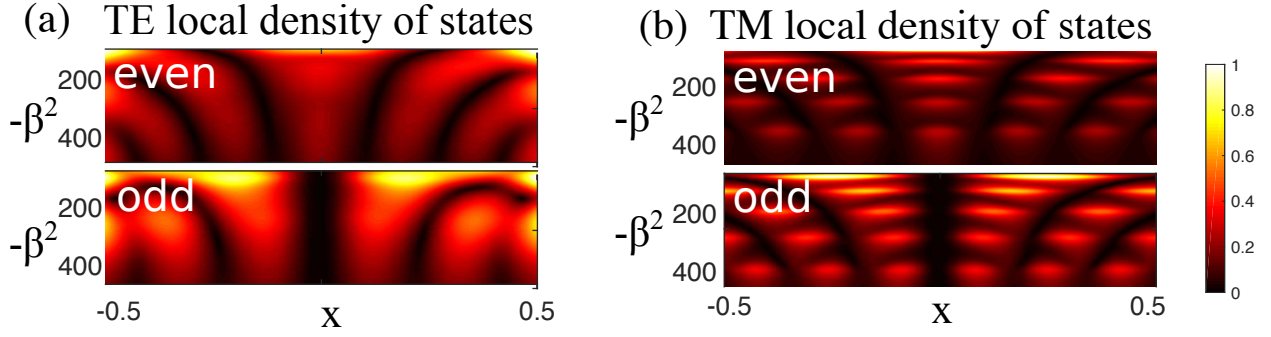 (a) TE local density of states
even
200
-β²
400
odd
200
-β²
400
-0.5
x
0.5
(b) TM local density of states
even
200
-β²
400
odd
200
-β²
400
-0.5
x
0.5
1
0.8
0.6
0.4
0.2
0